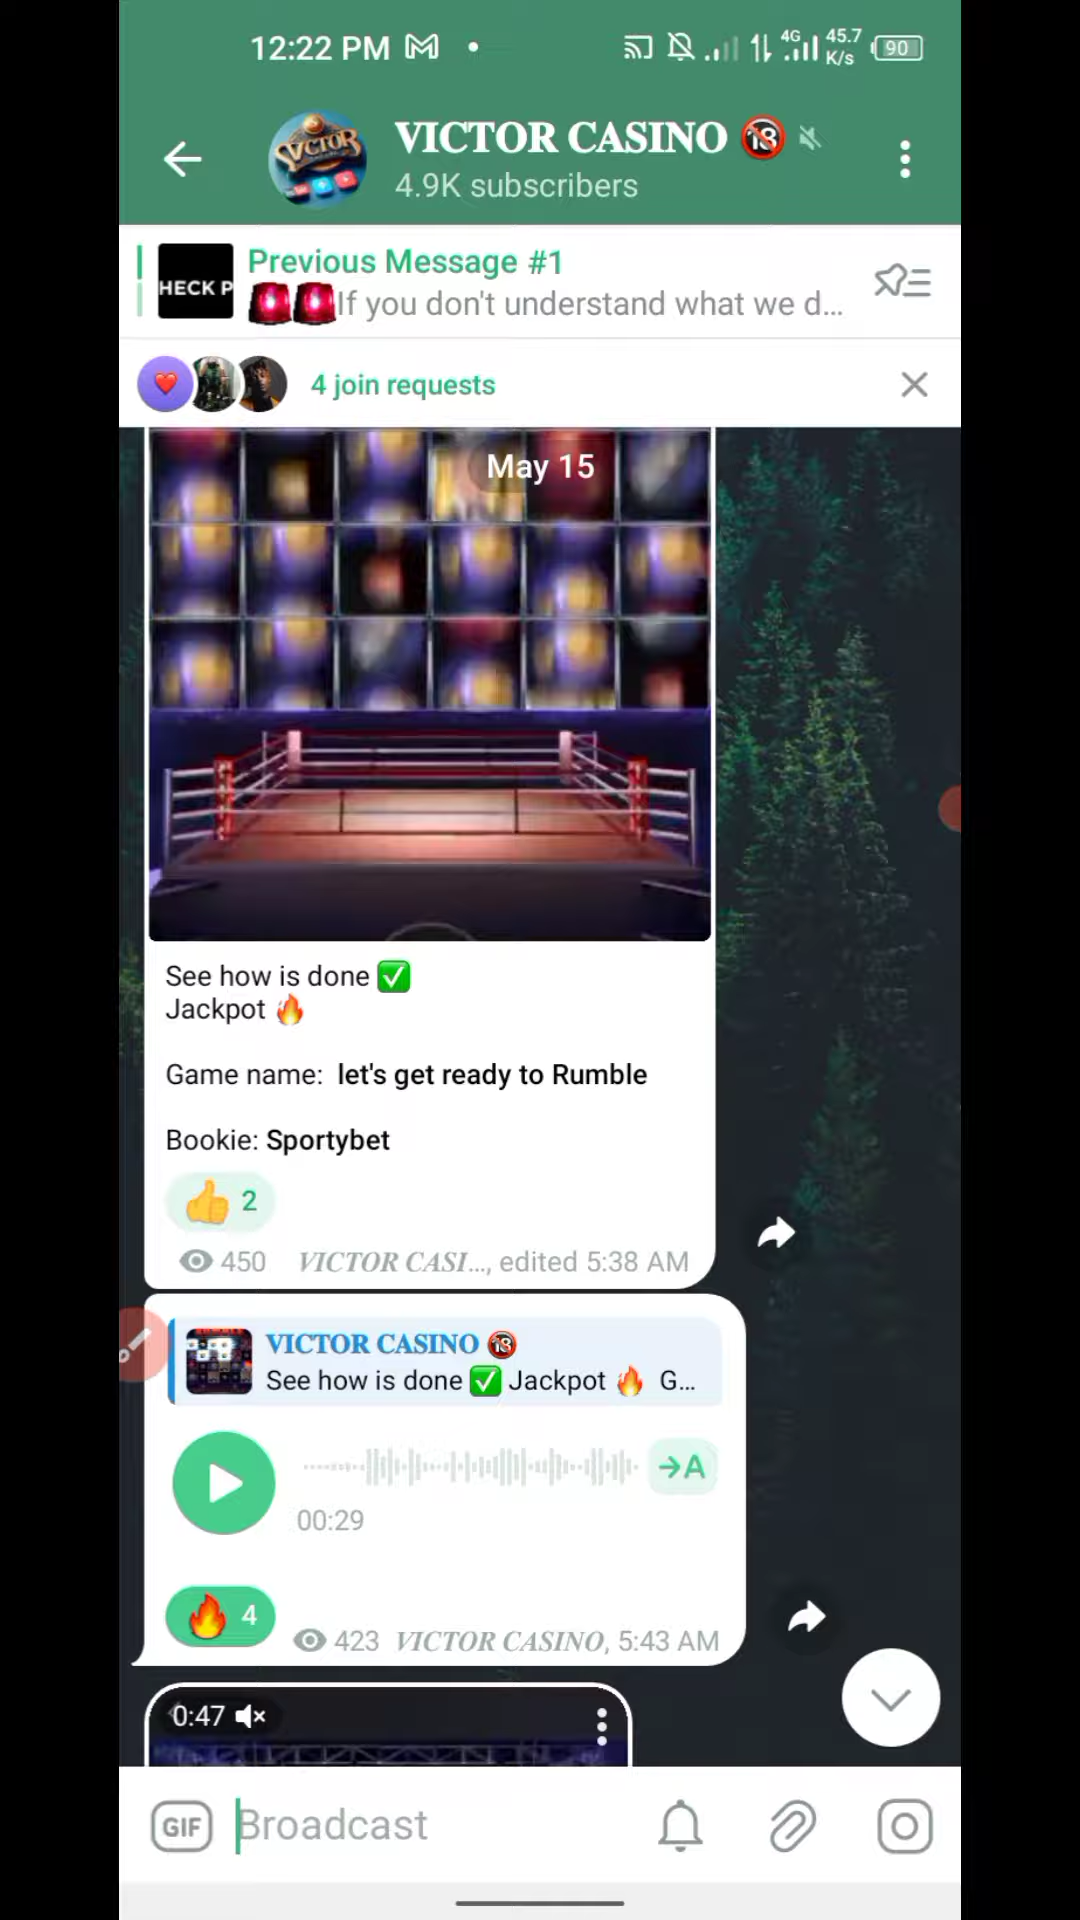 12:22 PM
4G 45.7 K/s 90
VICTOR
VICTOR CASINO 🔞
4.9K subscribers
HECK P
Previous Message #1
🚨🚨If you don't understand what we d...
4 join requests
May 15
See how is done ✅
Jackpot 🔥
Game name: let's get ready to Rumble
Bookie: Sportybet
👍 2
450 VICTOR CASI..., edited 5:38 AM
VICTOR CASINO 🔞
See how is done ✅ Jackpot 🔥 G...
→A
00:29
🔥 4
423 VICTOR CASINO, 5:43 AM
0:47
GIF Broadcast